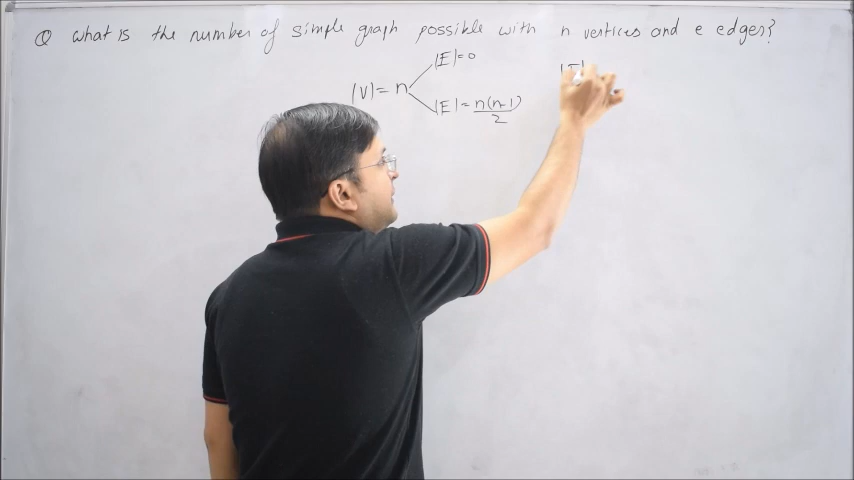 Q what is the number of simple graph possible with n vertices and e edges?
|E|=0
|V|= n
|E|= n(n-1)/2
|E|